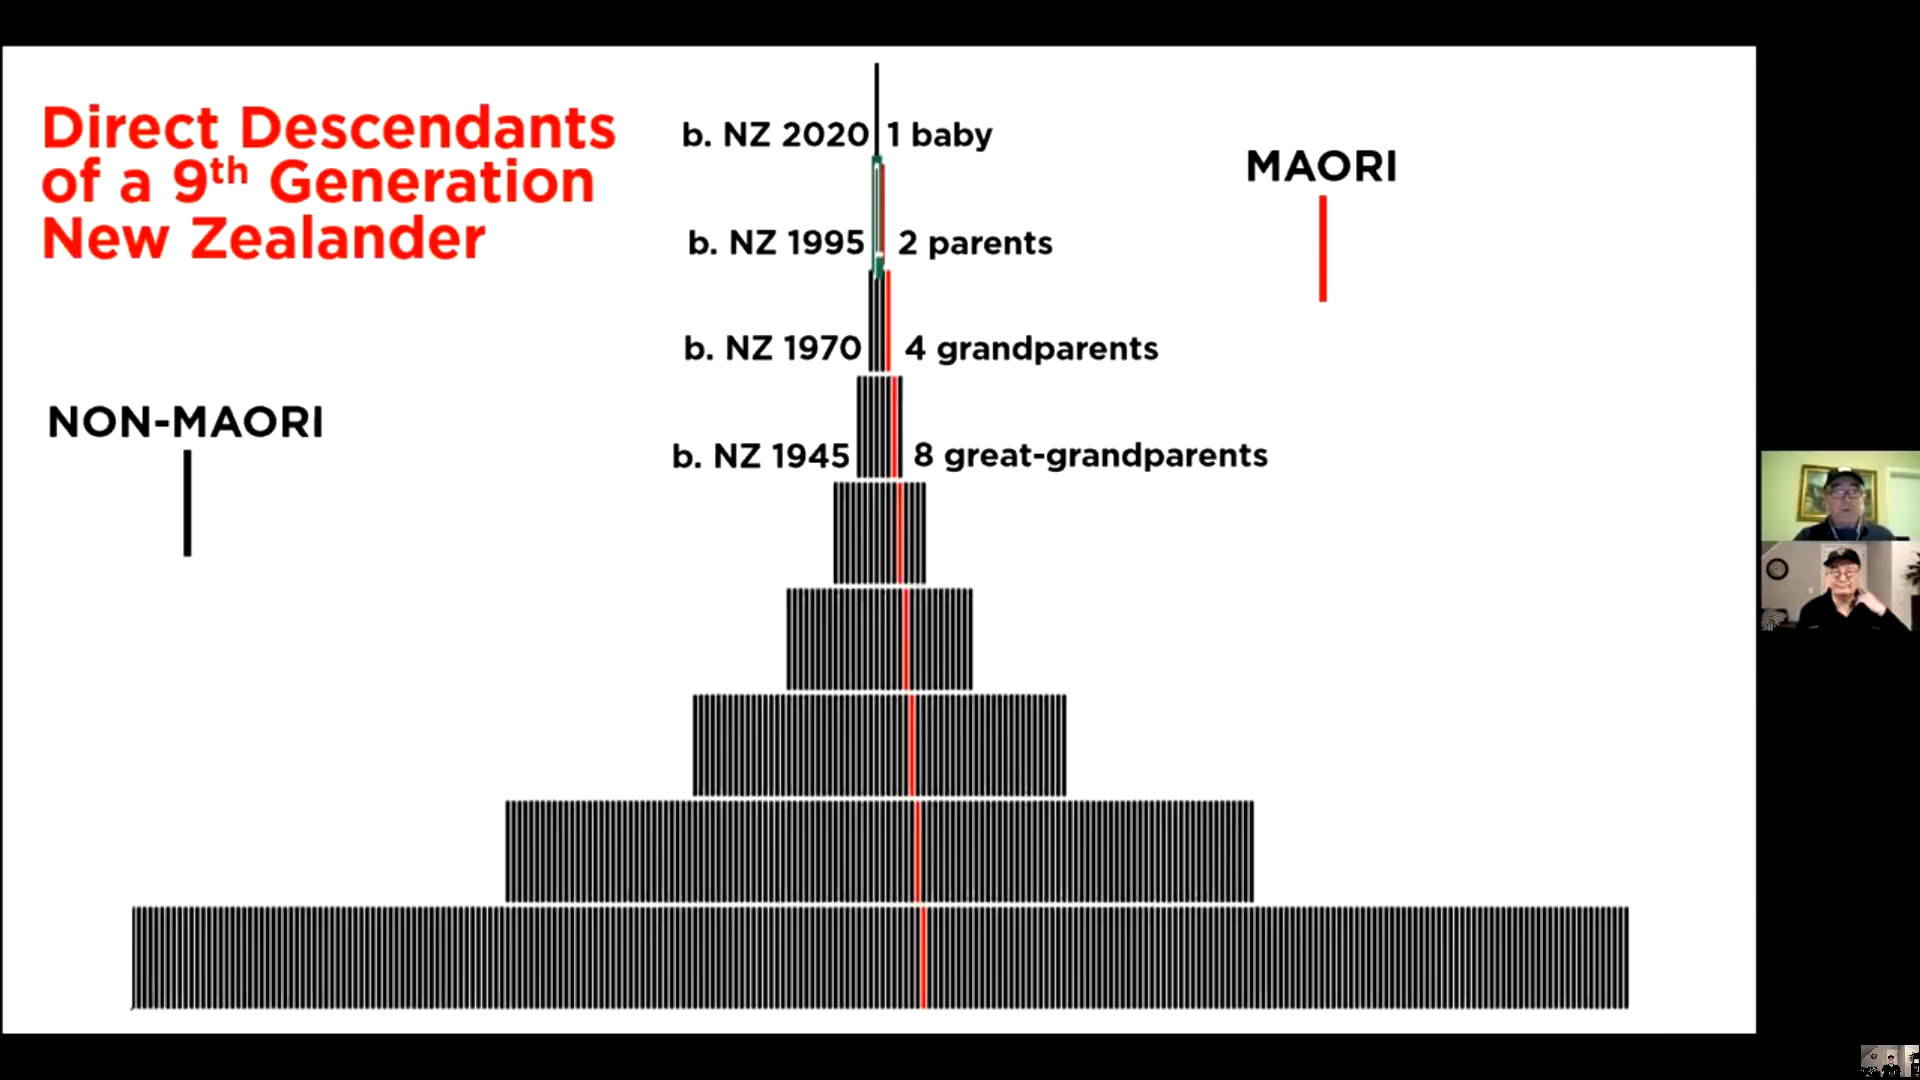 Direct Descendants
of a 9th Generation
New Zealander
b. NZ 2020 1 baby
MAORI
b. NZ 1995 2 parents
b. NZ 1970 4 grandparents
NON-MAORI
b. NZ 1945 8 great-grandparents